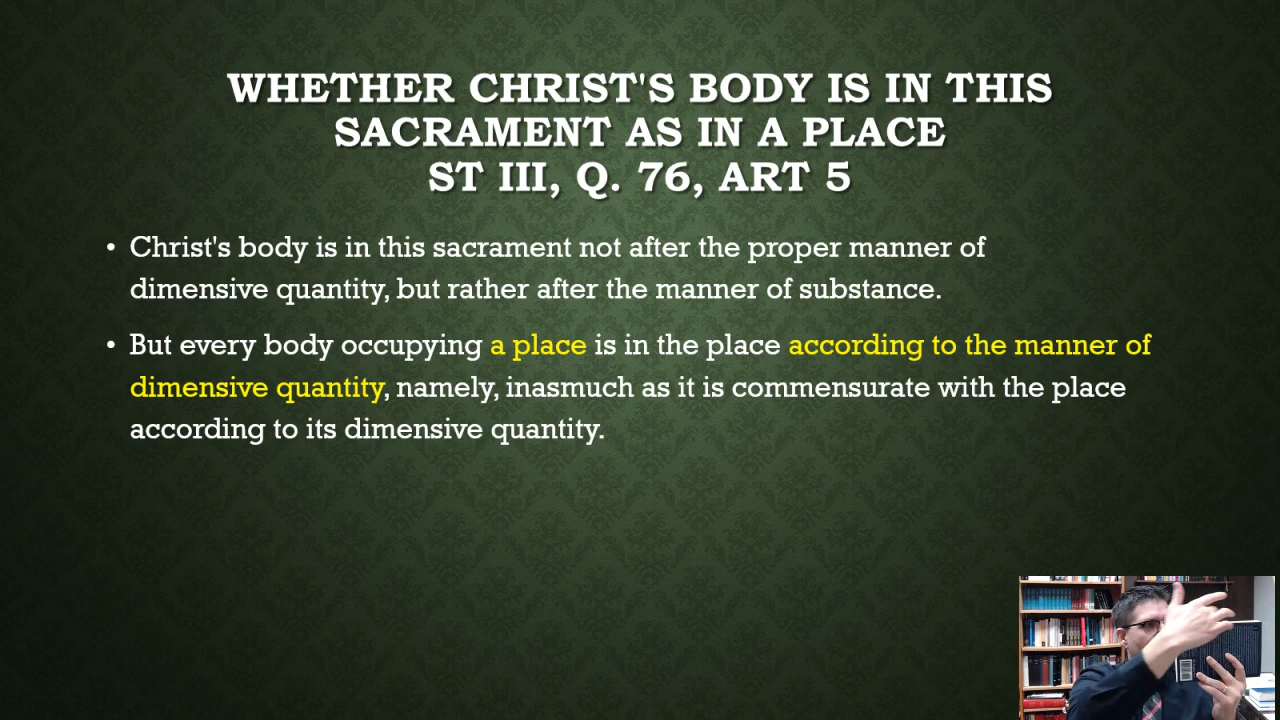 WHETHER CHRIST'S BODY IS IN THIS
SACRAMENT AS IN A PLACE
ST III, Q. 76, ART 5
• Christ's body is in this sacrament not after the proper manner of
dimensive quantity, but rather after the manner of substance.
• But every body occupying a place is in the place according to the manner of
dimensive quantity, namely, inasmuch as it is commensurate with the place
according to its dimensive quantity.